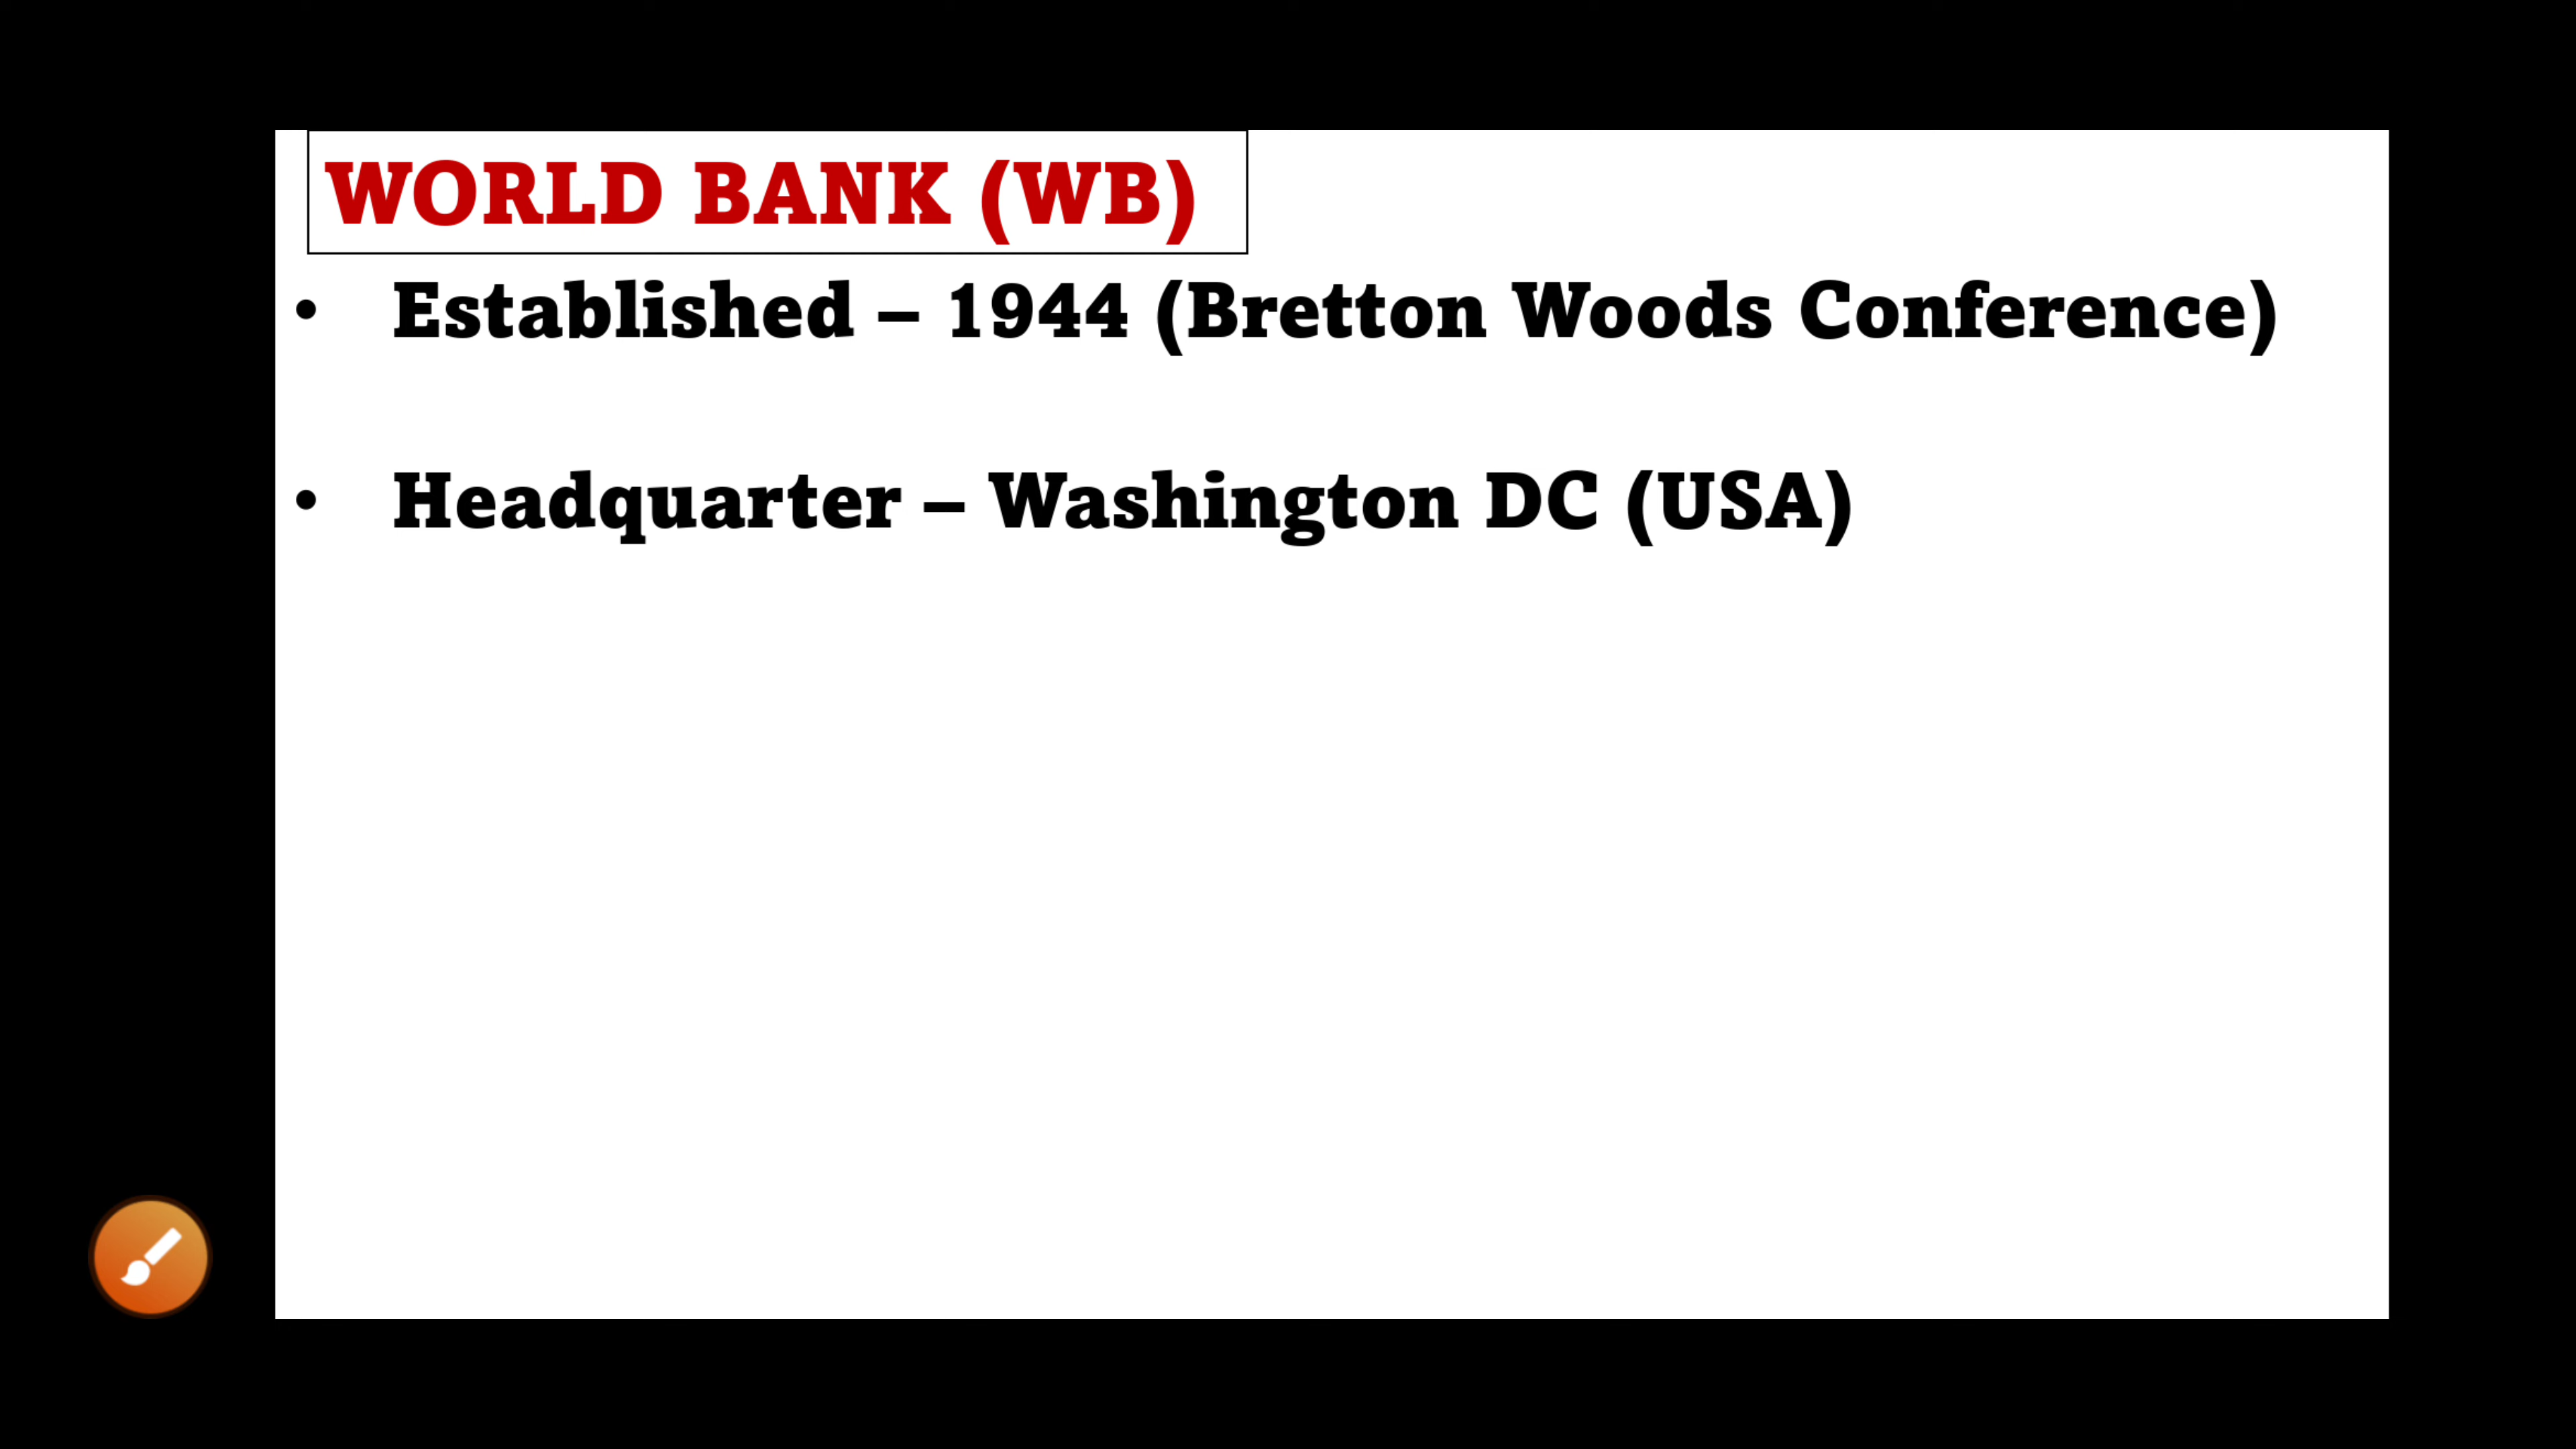 WORLD BANK (WB)
• Established – 1944 (Bretton Woods Conference)
• Headquarter – Washington DC (USA)